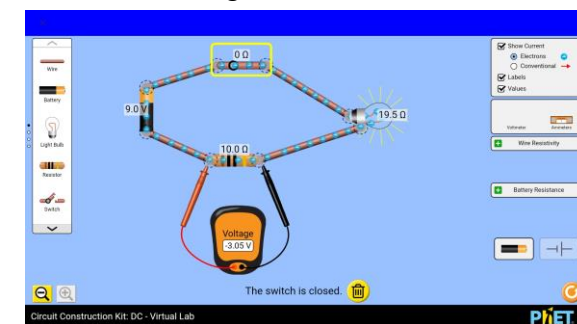 Wire
Battery
Light Bulb
Resistor
Switch
0 Ω
9.0 V
19.5 Ω
10.0 Ω
Voltage
-3.05 V
The switch is closed.
Show Current
Electrons
Conventional
Labels
Values
Voltmeter
Ammeters
Wire Resistivity
Battery Resistance
Circuit Construction Kit: DC - Virtual Lab
PhET